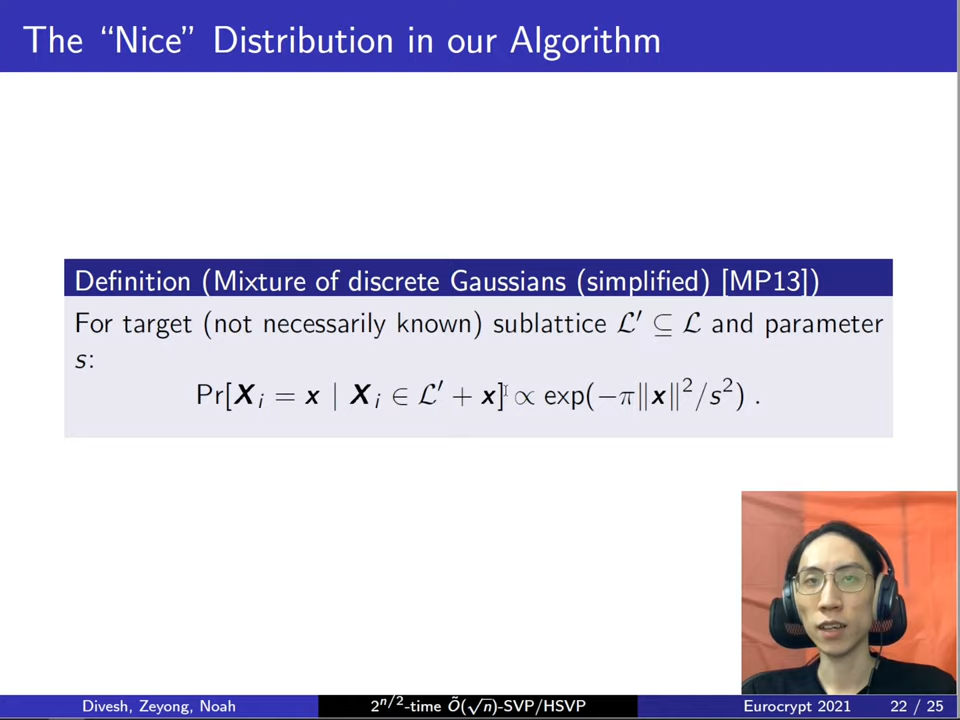 The “Nice” Distribution in our Algorithm
Definition (Mixture of discrete Gaussians (simplified) [MP13])
For target (not necessarily known) sublattice ℒ′ ⊆ ℒ and parameter
s:
Pr[X_i = x | X_i ∈ ℒ′ + x] ∝ exp(−π‖x‖²/s²) .
Divesh, Zeyong, Noah
2^{n/2}-time Õ(√n)-SVP/HSVP
Eurocrypt 2021
22 / 25